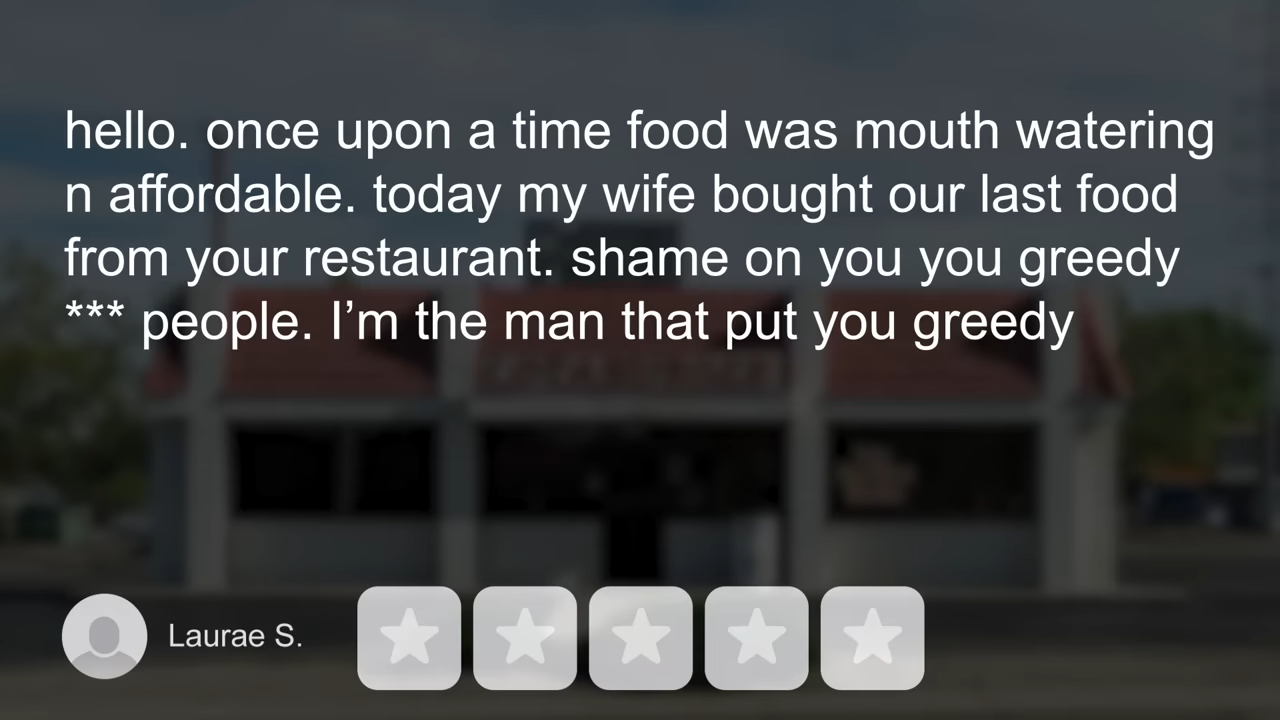 hello. once upon a time food was mouth watering
n affordable. today my wife bought our last food
from your restaurant. shame on you you greedy
*** people. I’m the man that put you greedy
Laurae S.